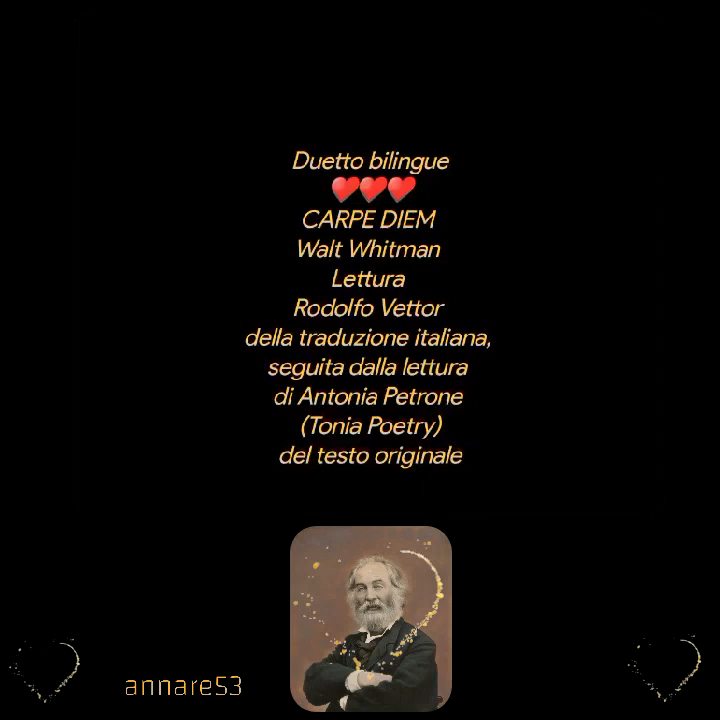 Duetto bilingue
❤️❤️❤️
CARPE DIEM
Walt Whitman
Lettura
Rodolfo Vettor
della traduzione italiana,
seguita dalla lettura
di Antonia Petrone
(Tonia Poetry)
del testo originale
annare53